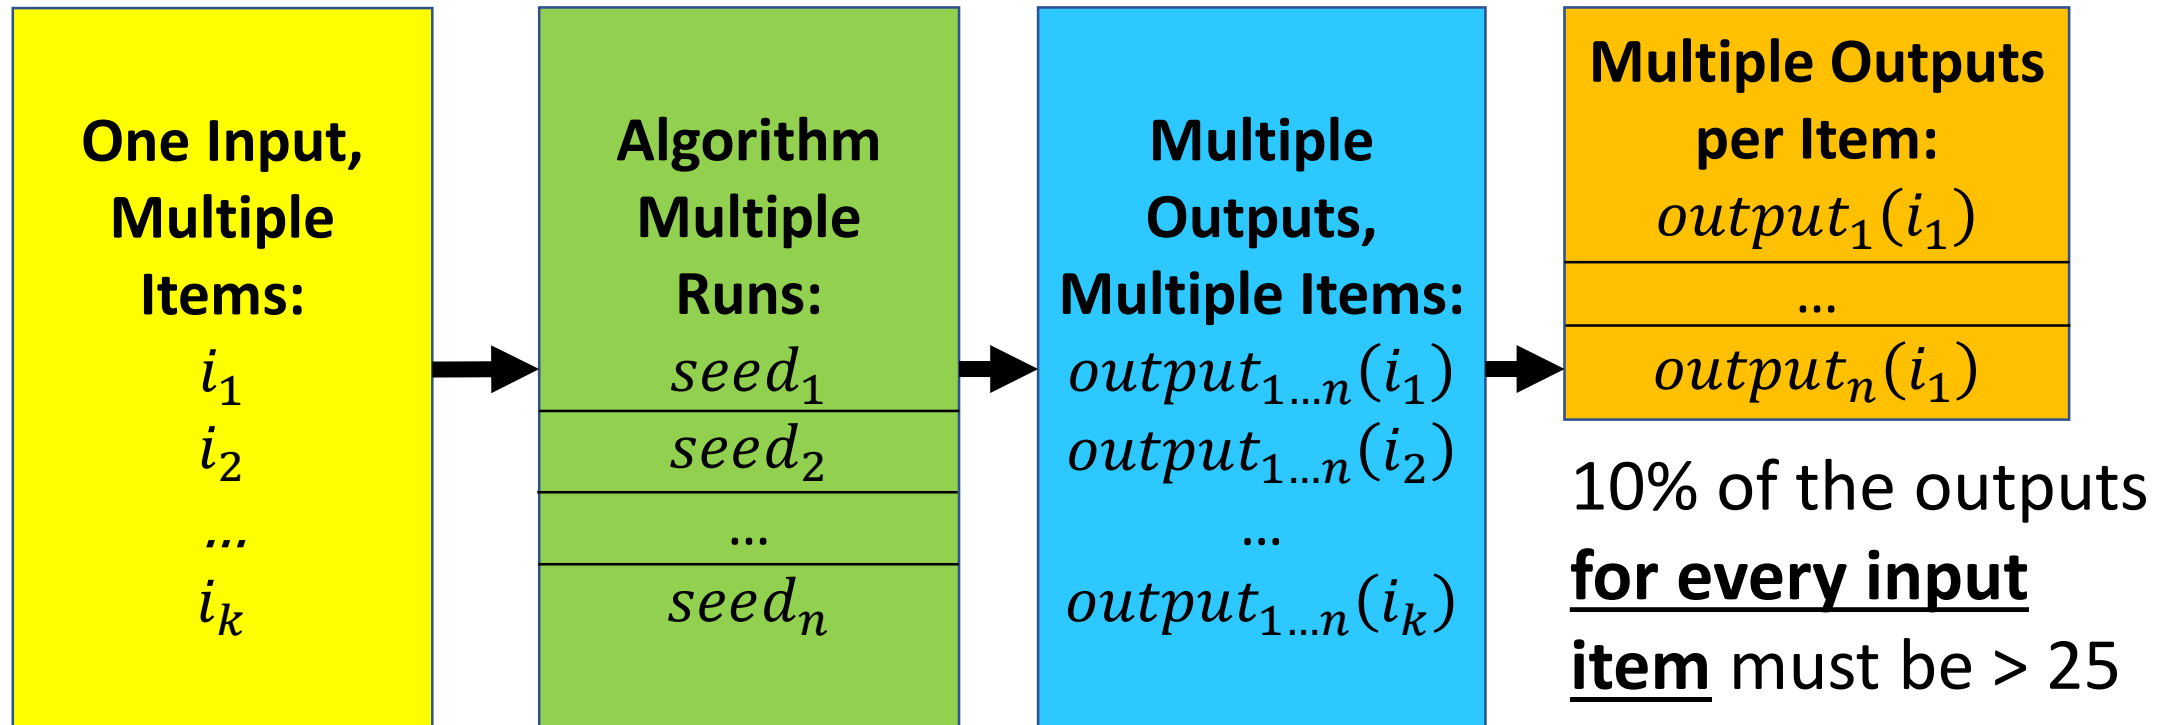 One Input,
Multiple
Items:
i₁
i₂
...
iₖ
Algorithm
Multiple
Runs:
seed₁
seed₂
...
seedₙ
Multiple
Outputs,
Multiple Items:
output₁...ₙ(i₁)
output₁...ₙ(i₂)
...
output₁...ₙ(iₖ)
Multiple Outputs
per Item:
output₁(i₁)
...
outputₙ(i₁)
10% of the outputs
for every input
item must be > 25